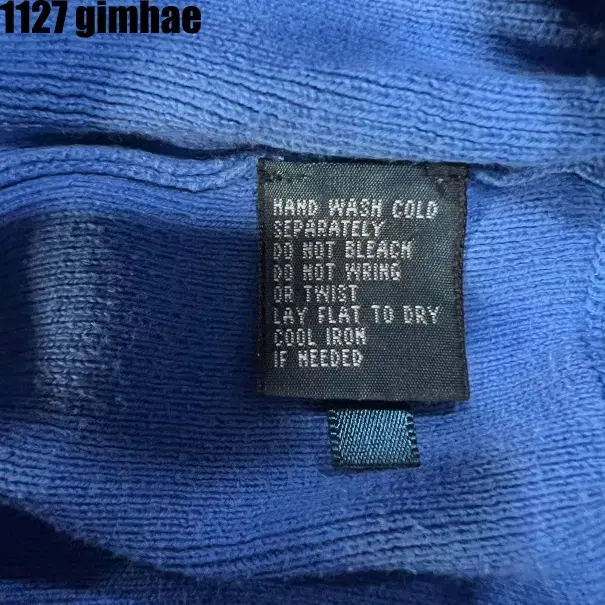 1127 gimhae
HAND WASH COLD
SEPARATELY
DO NOT BLEACH
DO NOT WRING
OR TWIST
LAY FLAT TO DRY
COOL IRON
IF NEEDED